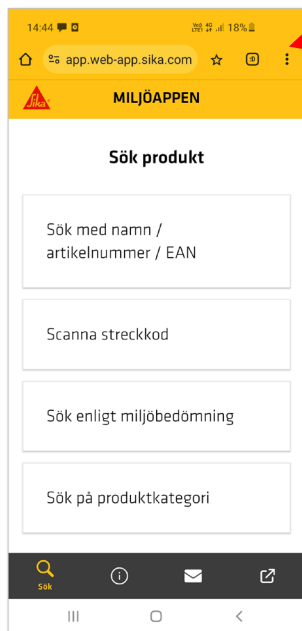 14:44 18%
app.web-app.sika.com :D
Sika MILJÖAPPEN
Sök produkt
Sök med namn /
artikelnummer / EAN
Scanna streckkod
Sök enligt miljöbedömning
Sök på produktkategori
Sök